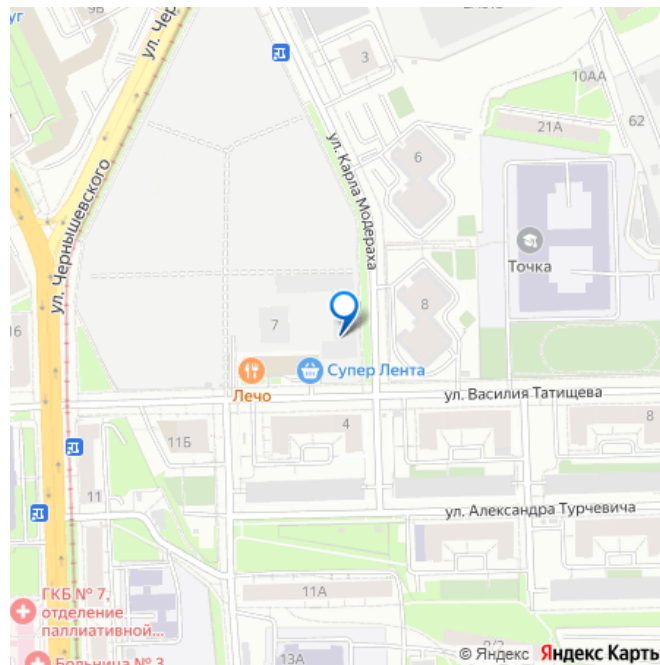 уг
9В
ул. Чер
3
10АА
21А
62
ул. Чернышевского
ул. Карла Модераха
6
Точка
16
7
8
Лечо
Супер Лента
ул. Василия Татищева
11Б
4
8
11
ул. Александра Турчевича
ГКБ № 7,
отделение
паллиативной...
11А
13А
Больница № 3
© Яндекс Яндекс Карты